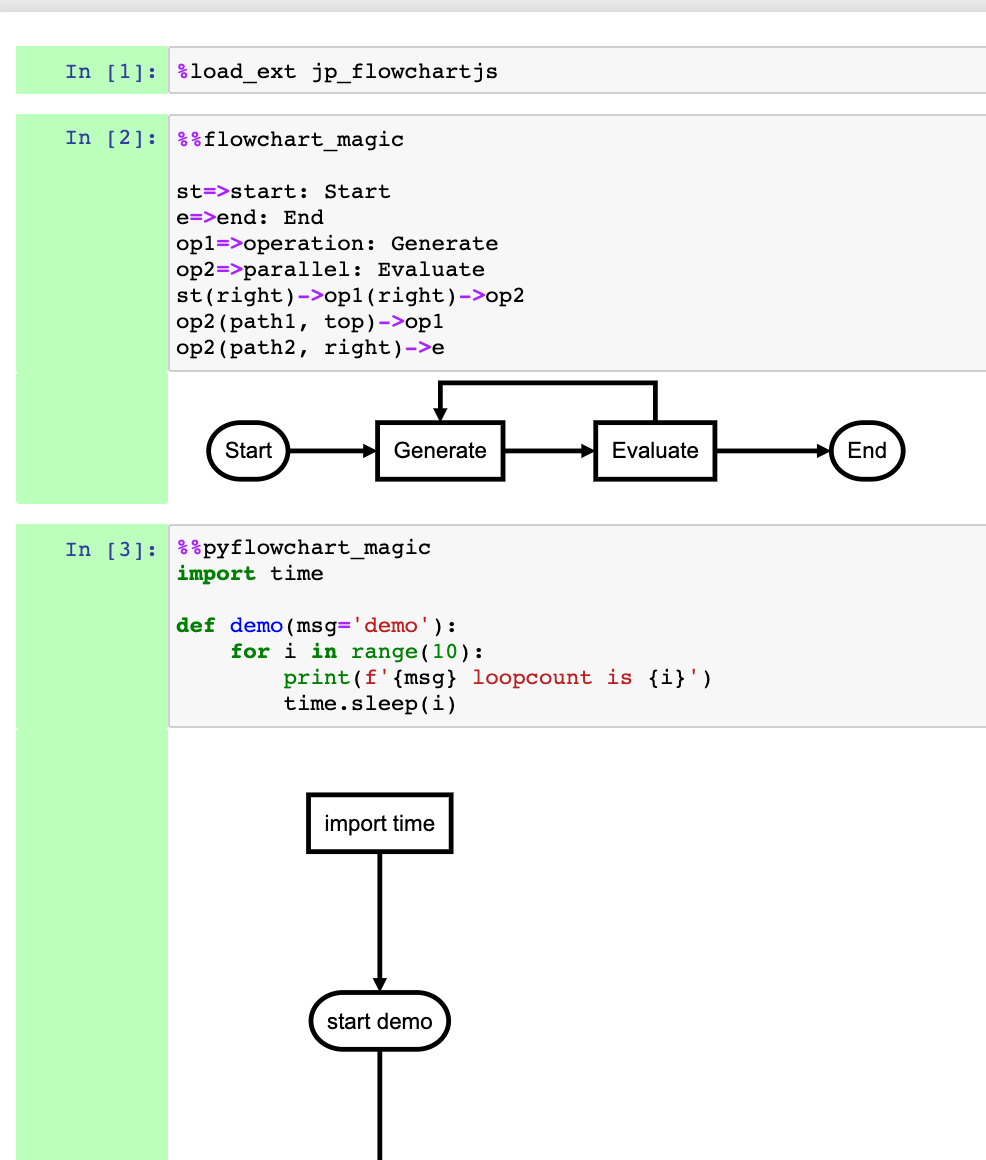 In [1]: %load_ext jp_flowchartjs
In [2]: %%flowchart_magic
st=>start: Start
e=>end: End
op1=>operation: Generate
op2=>parallel: Evaluate
st(right)->op1(right)->op2
op2(path1, top)->op1
op2(path2, right)->e
Start Generate Evaluate End
In [3]: %%pyflowchart_magic
import time
def demo(msg='demo'):
    for i in range(10):
        print(f'{msg} loopcount is {i}')
        time.sleep(i)
import time
start demo